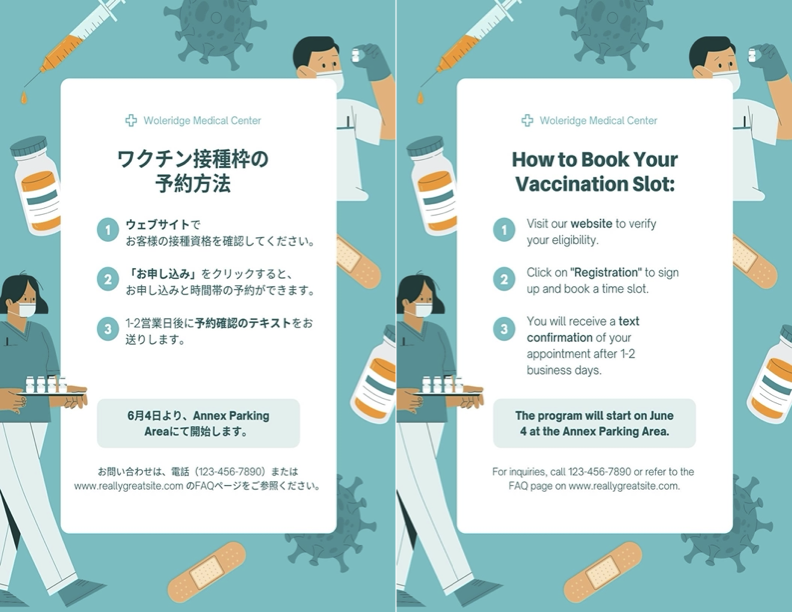 Woleridge Medical Center
ワクチン接種枠の
予約方法
1 ウェブサイトで
お客様の接種資格を確認してください。
2 「お申し込み」をクリックすると、
お申し込みと時間帯の予約ができます。
3 1-2営業日後に予約確認のテキストをお
送りします。
6月4日より、Annex Parking
Areaにて開始します。
お問い合わせは、電話（123-456-7890）または
www.reallygreatsite.com のFAQページをご参照ください。
Woleridge Medical Center
How to Book Your
Vaccination Slot:
1 Visit our website to verify
your eligibility.
2 Click on "Registration" to sign
up and book a time slot.
3 You will receive a text
confirmation of your
appointment after 1-2
business days.
The program will start on June
4 at the Annex Parking Area.
For inquiries, call 123-456-7890 or refer to the
FAQ page on www.reallygreatsite.com.